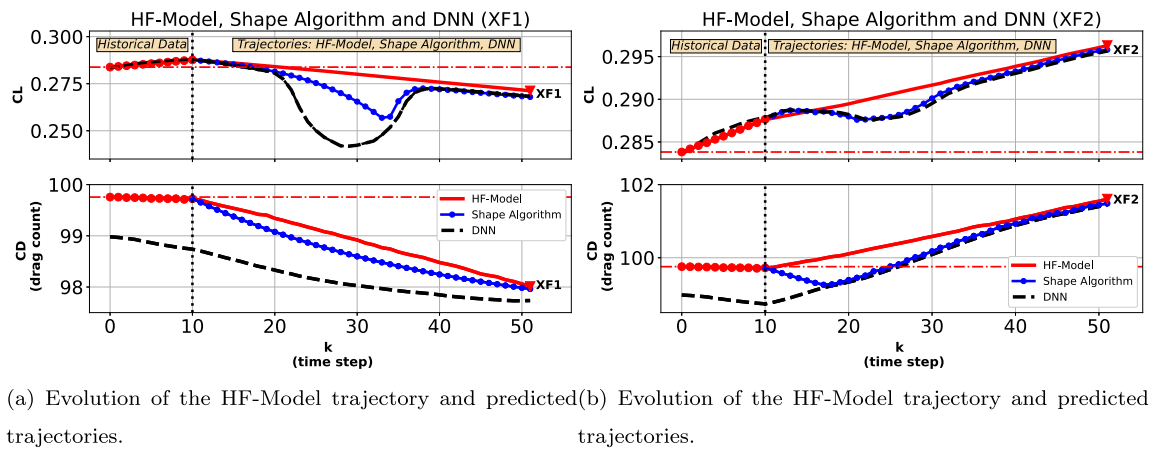 HF-Model, Shape Algorithm and DNN (XF1)
0.300
0.275
0.250
CL
Historical Data
Trajectories: HF-Model, Shape Algorithm, DNN
XF1
100
99
98
CD
(drag count)
HF-Model
Shape Algorithm
DNN
XF1
0 10 20 30 40 50
k
(time step)
HF-Model, Shape Algorithm and DNN (XF2)
0.295
0.290
0.285
CL
Historical Data
Trajectories: HF-Model, Shape Algorithm, DNN
XF2
102
100
CD
(drag count)
XF2
HF-Model
Shape Algorithm
DNN
0 10 20 30 40 50
k
(time step)
(a) Evolution of the HF-Model trajectory and predicted
trajectories.
(b) Evolution of the HF-Model trajectory and predicted
trajectories.